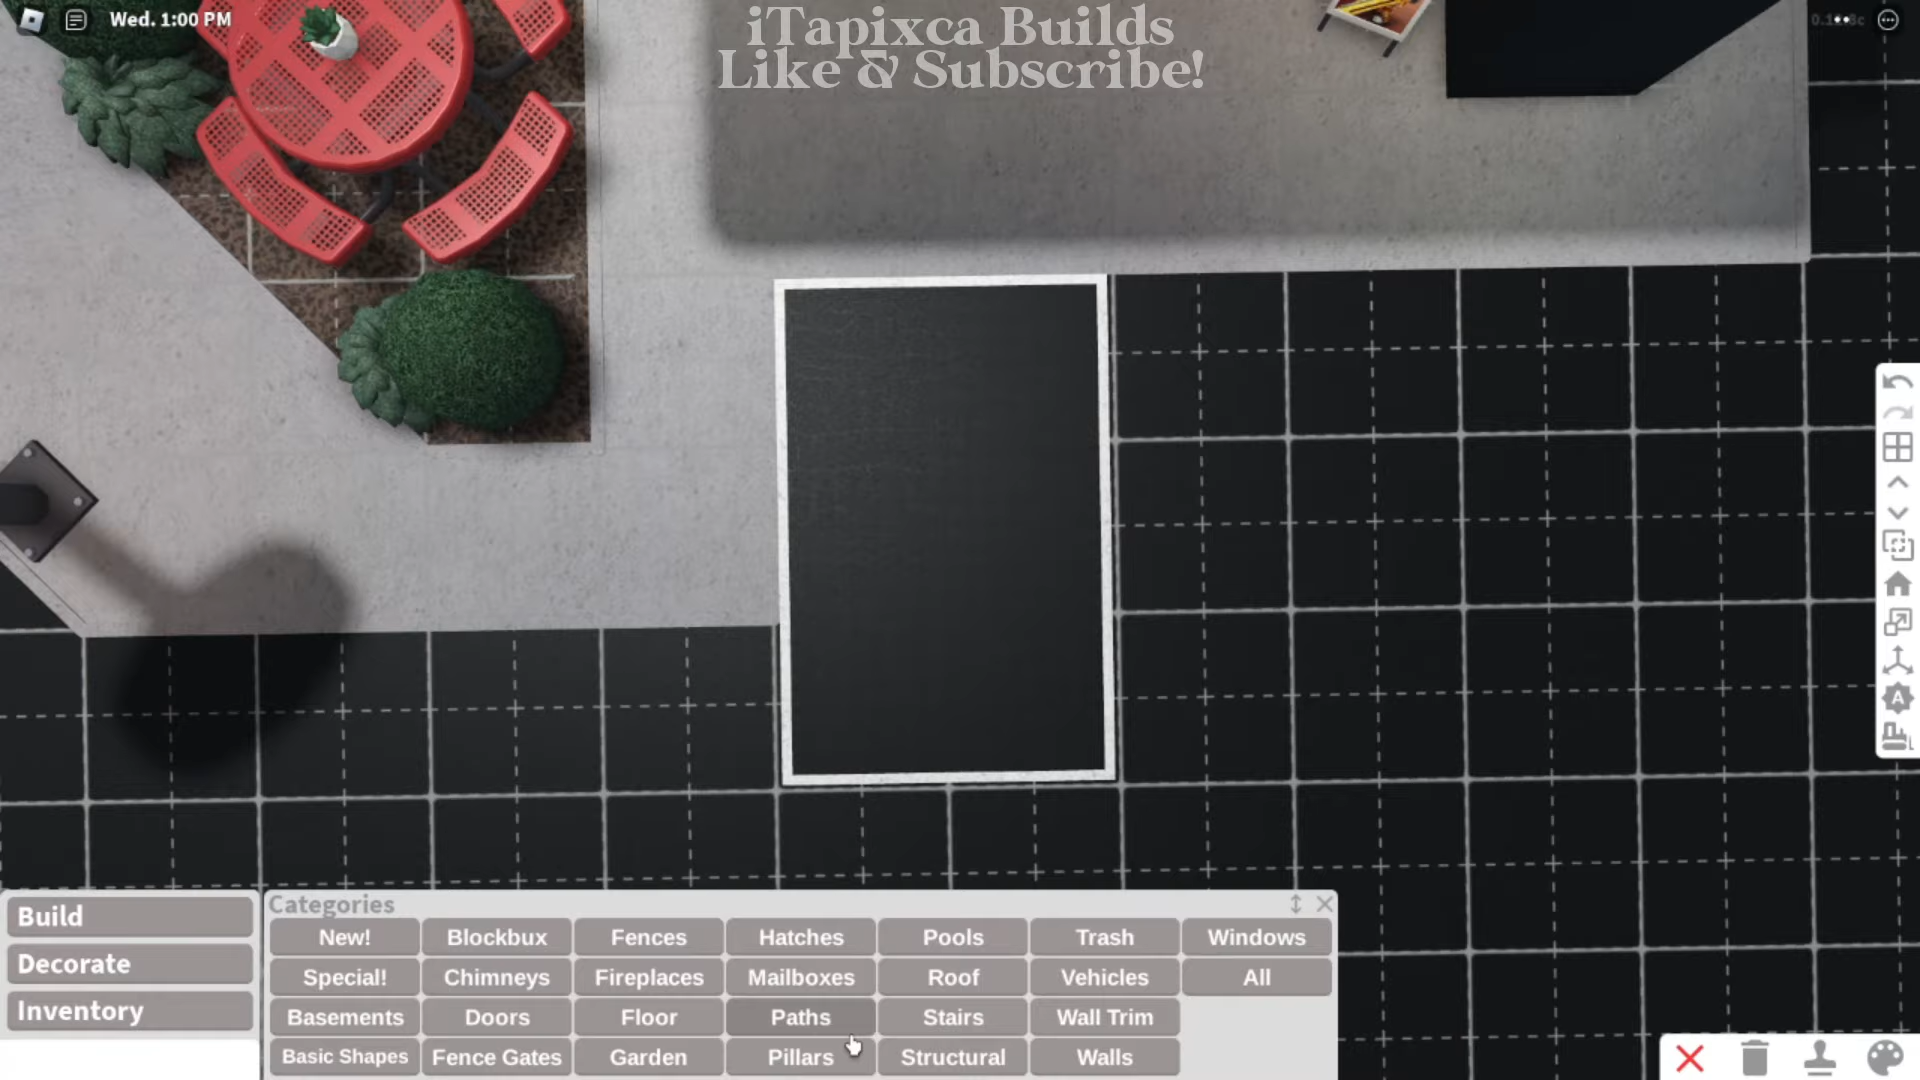 Wed. 1:00 PM
iTapixca Builds
Like & Subscribe!
Build
Decorate
Inventory
Categories
New!
Blockbux
Fences
Hatches
Pools
Trash
Windows
Special!
Chimneys
Fireplaces
Mailboxes
Roof
Vehicles
All
Basements
Doors
Floor
Paths
Stairs
Wall Trim
Basic Shapes
Fence Gates
Garden
Pillars
Structural
Walls